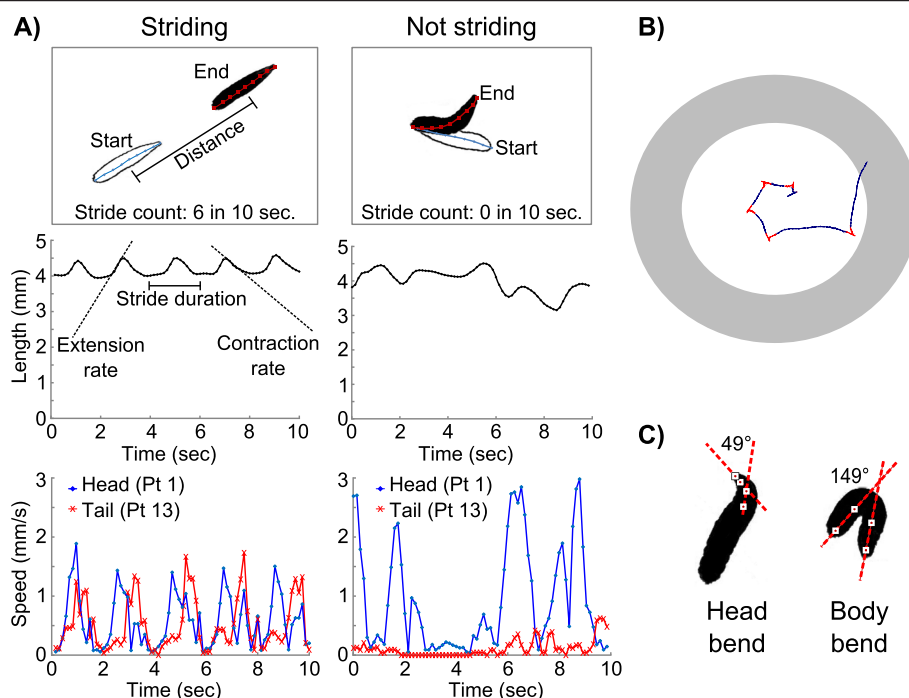 A)
Striding
Not striding
B)
End
Start
Distance
Stride count: 6 in 10 sec.
End
Start
Stride count: 0 in 10 sec.
Length (mm)
5
4
3
4
2
1
0
Stride duration
Extension
rate
Contraction
rate
0 2 4 6 8 10
Time (sec)
5
4
3
4
2
1
0
0 2 4 6 8 10
Time (sec)
Speed (mm/s)
3
2
1
0
Head (Pt 1)
Tail (Pt 13)
0 2 4 6 8 10
Time (sec)
3
2
1
0
Head (Pt 1)
Tail (Pt 13)
0 2 4 6 8 10
Time (sec)
C)
49°
149°
Head
bend
Body
bend